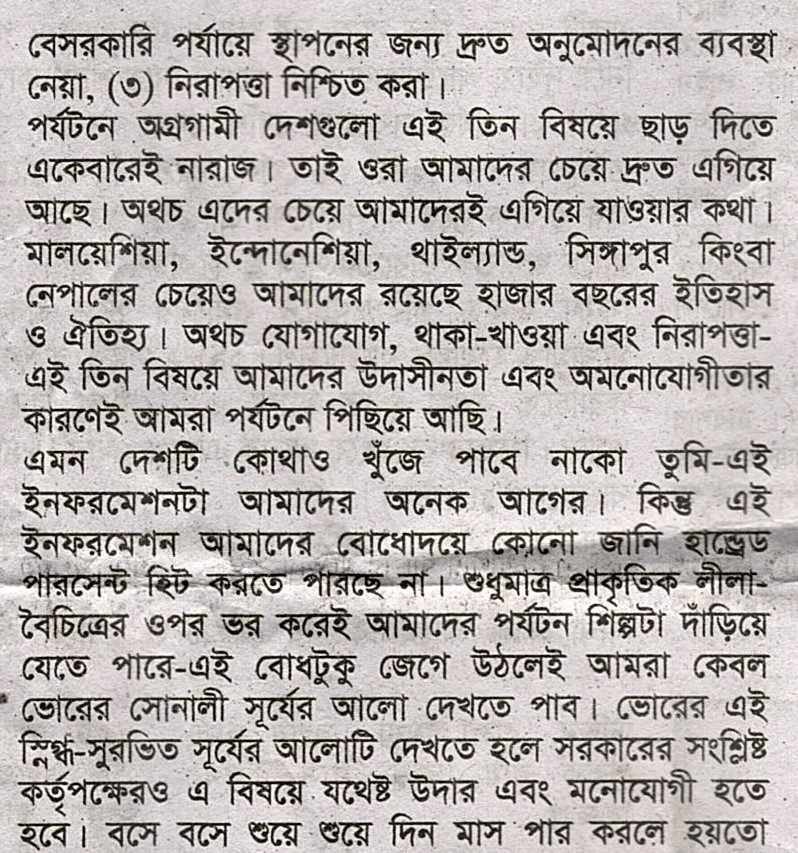 বেসরকারি পর্যায়ে স্থাপনের জন্য দ্রুত অনুমোদনের ব্যবস্থা
নেয়া, (৩) নিরাপত্তা নিশ্চিত করা।
পর্যটনে অগ্রগামী দেশগুলো এই তিন বিষয়ে ছাড় দিতে
একেবারেই নারাজ। তাই ওরা আমাদের চেয়ে দ্রুত এগিয়ে
আছে। অথচ এদের চেয়ে আমাদেরই এগিয়ে যাওয়ার কথা।
মালয়েশিয়া, ইন্দোনেশিয়া, থাইল্যান্ড, সিঙ্গাপুর কিংবা
নেপালের চেয়েও আমাদের রয়েছে হাজার বছরের ইতিহাস
ও ঐতিহ্য। অথচ যোগাযোগ, থাকা-খাওয়া এবং নিরাপত্তা-
এই তিন বিষয়ে আমাদের উদাসীনতা এবং অমনোযোগীতার
কারণেই আমরা পর্যটনে পিছিয়ে আছি।
এমন দেশটি কোথাও খুঁজে পাবে নাকো তুমি-এই
ইনফরমেশনটা আমাদের অনেক আগের। কিন্তু এই
ইনফরমেশন আমাদের বোধোদয়ে কোনো জানি হান্ড্রেড
পারসেন্ট হিট করতে পারছে না। শুধুমাত্র প্রাকৃতিক লীলা-
বৈচিত্রের ওপর ভর করেই আমাদের পর্যটন শিল্পটা দাঁড়িয়ে
যেতে পারে-এই বোধটুকু জেগে উঠলেই আমরা কেবল
ভোরের সোনালী সূর্যের আলো দেখতে পাব। ভোরের এই
স্নিগ্ধ-সুরভিত সূর্যের আলোটি দেখতে হলে সরকারের সংশ্লিষ্ট
কর্তৃপক্ষেরও এ বিষয়ে যথেষ্ট উদার এবং মনোযোগী হতে
হবে। বসে বসে শুয়ে শুয়ে দিন মাস পার করলে হয়তো